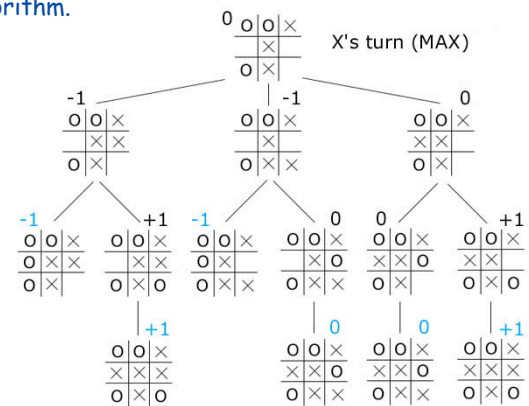 orithm.
0 O O ×
×
X's turn (MAX)
O ×
-1 -1 0
O O × O O × O O ×
× × × × ×
O × O × × O ×
-1 +1 -1 0 0 +1
O O × O O × O O × O O × O O × O O ×
O × × × × O × × O × × O × ×
O × O × O O × × O × × O × O × O
+1 0 0 +1
O O × O O × O O × O O ×
× × × × × O × × O × × ×
O × O O × × O × × O × O